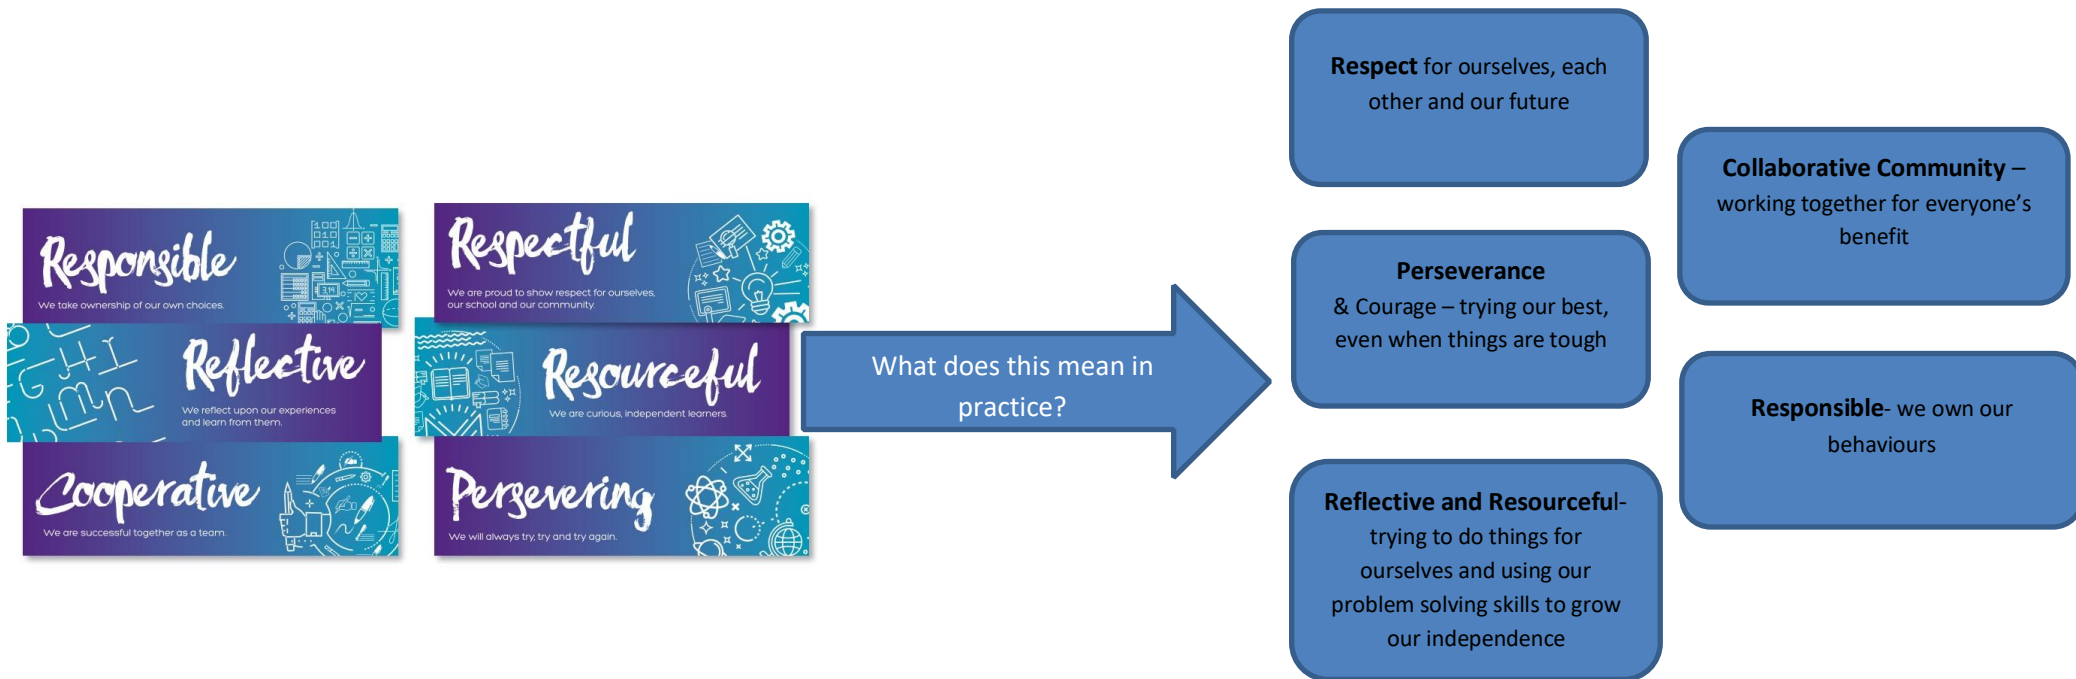 Responsible
We take ownership of our own choices.
Reflective
We reflect upon our experiences
and learn from them.
Cooperative
We are successful together as a team.
Respectful
We are proud to show respect for ourselves,
our school and our community.
Resourceful
We are curious, independent learners.
Persevering
We will always try, try and try again.
What does this mean in
practice?
Respect for ourselves, each
other and our future
Perseverance
& Courage – trying our best,
even when things are tough
Reflective and Resourceful-
trying to do things for
ourselves and using our
problem solving skills to grow
our independence
Collaborative Community –
working together for everyone’s
benefit
Responsible- we own our
behaviours